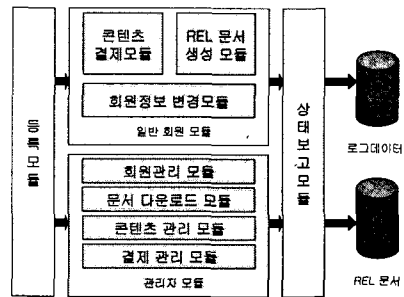 등록모듈
콘텐츠
결제모듈
REL 문서
생성 모듈
회원정보 변경모듈
일반 회원 모듈
회원관리 모듈
문서 다운로드 모듈
콘텐츠 관리 모듈
결제 관리 모듈
관리자 모듈
상태보고모듈
로그데이터
REL 문서